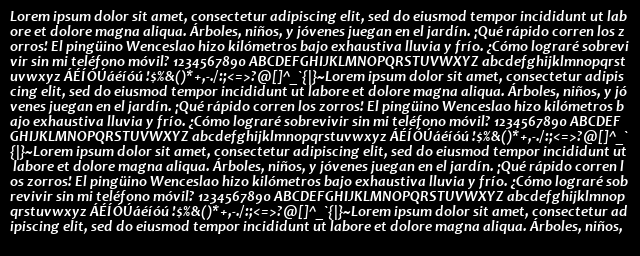 Lorem ipsum dolor sit amet, consectetur adipiscing elit, sed do eiusmod tempor incididunt ut lab
ore et dolore magna aliqua. Árboles, niños, y jóvenes juegan en el jardín. ¡Qué rápido corren los z
orros! El pingüino Wenceslao hizo kilómetros bajo exhaustiva lluvia y frío. ¿Cómo lograré sobrevi
vir sin mi teléfono móvil? 1234567890 ABCDEFGHIJKLMNOPQRSTUVWXYZ abcdefghijklmnopqrst
uvwxyz ÁÉÍÓÚáéíóú !$%&()*+,-./:;<=>?@[]^_`{|}~Lorem ipsum dolor sit amet, consectetur adipis
cing elit, sed do eiusmod tempor incididunt ut labore et dolore magna aliqua. Árboles, niños, y jó
venes juegan en el jardín. ¡Qué rápido corren los zorros! El pingüino Wenceslao hizo kilómetros b
ajo exhaustiva lluvia y frío. ¿Cómo lograré sobrevivir sin mi teléfono móvil? 1234567890 ABCDEF
GHIJKLMNOPQRSTUVWXYZ abcdefghijklmnopqrstuvwxyz ÁÉÍÓÚáéíóú !$%&()*+,-./:;<=>?@[]^_`
{|}~Lorem ipsum dolor sit amet, consectetur adipiscing elit, sed do eiusmod tempor incididunt ut
labore et dolore magna aliqua. Árboles, niños, y jóvenes juegan en el jardín. ¡Qué rápido corren l
os zorros! El pingüino Wenceslao hizo kilómetros bajo exhaustiva lluvia y frío. ¿Cómo lograré sob
revivir sin mi teléfono móvil? 1234567890 ABCDEFGHIJKLMNOPQRSTUVWXYZ abcdefghijklmnop
qrstuvwxyz ÁÉÍÓÚáéíóú !$%&()*+,-./:;<=>?@[]^_`{|}~Lorem ipsum dolor sit amet, consectetur ad
ipiscing elit, sed do eiusmod tempor incididunt ut labore et dolore magna aliqua. Árboles, niños,